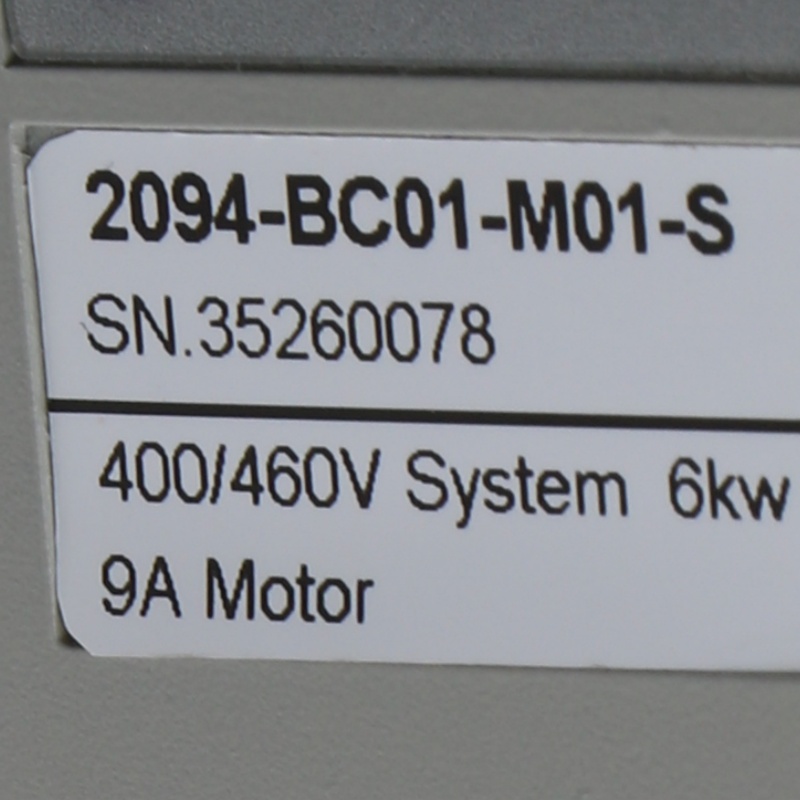 2094-BC01-M01-S
SN.35260078
400/460V System 6kw
9A Motor